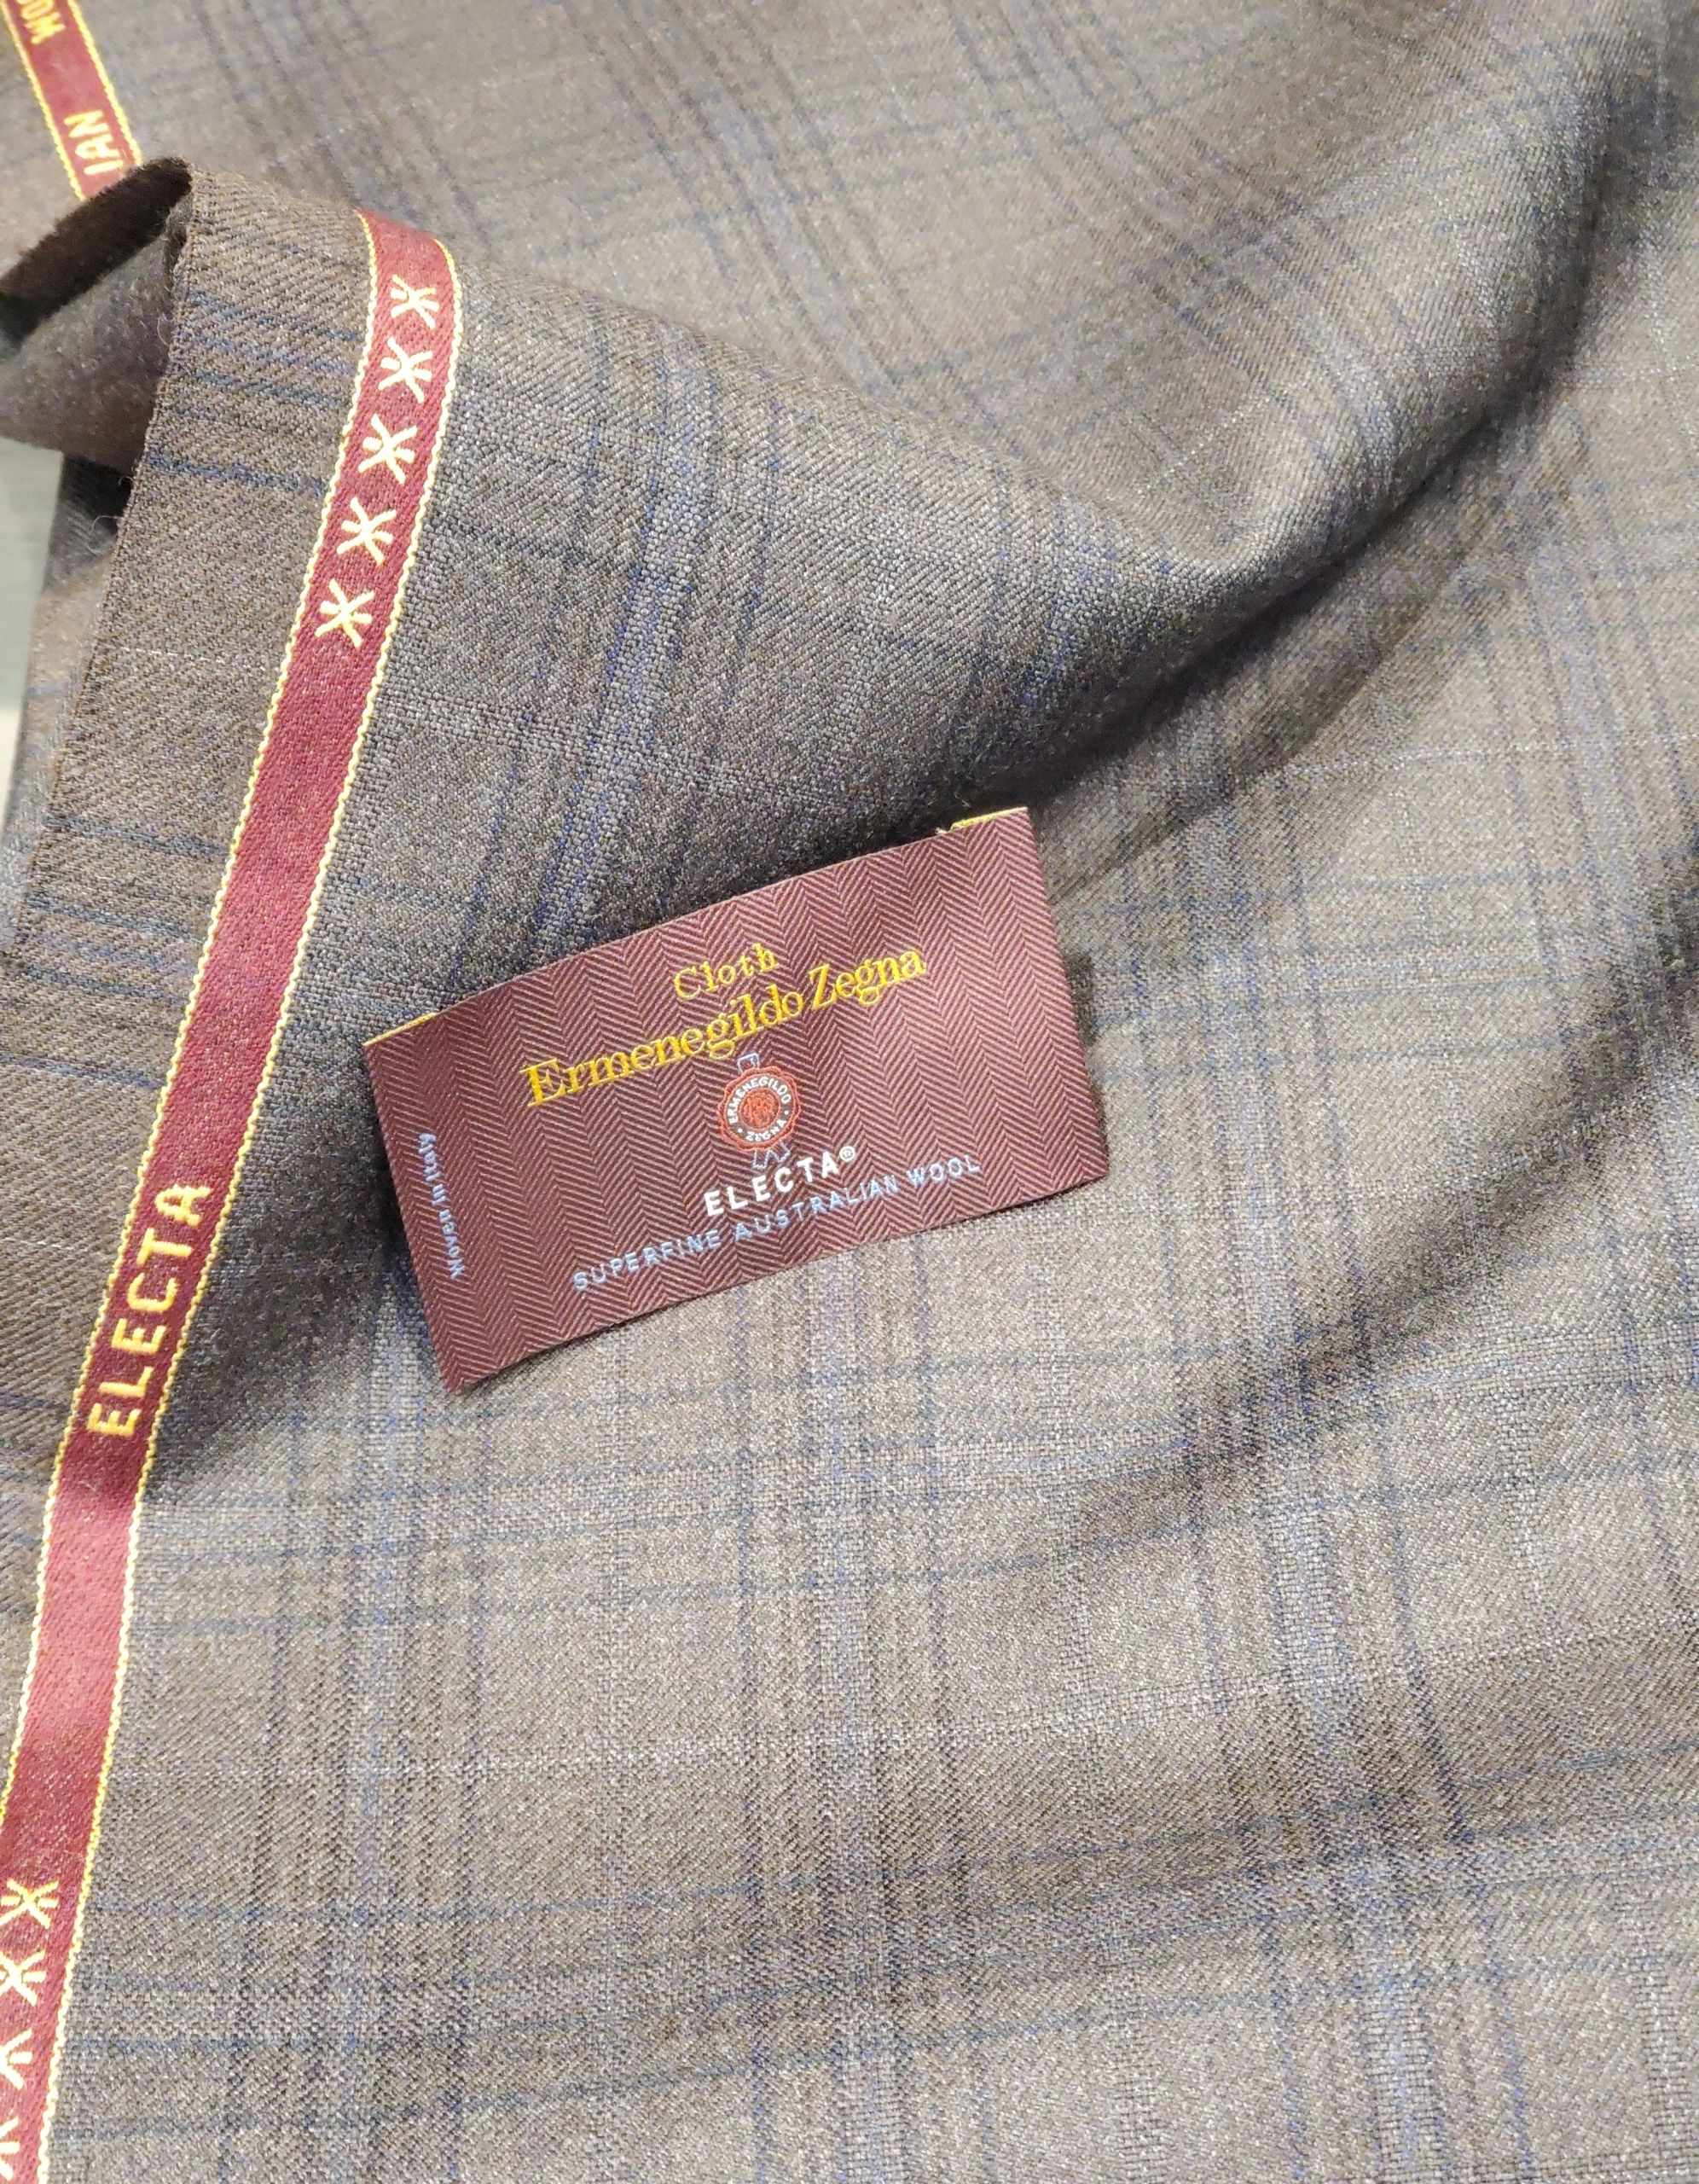 IAN
ELECTA
Cloth
Ermenegildo Zegna
ERMENEGILDO
• ZEGNA •
ELECTA®
SUPERFINE AUSTRALIAN WOOL
Woven in Italy